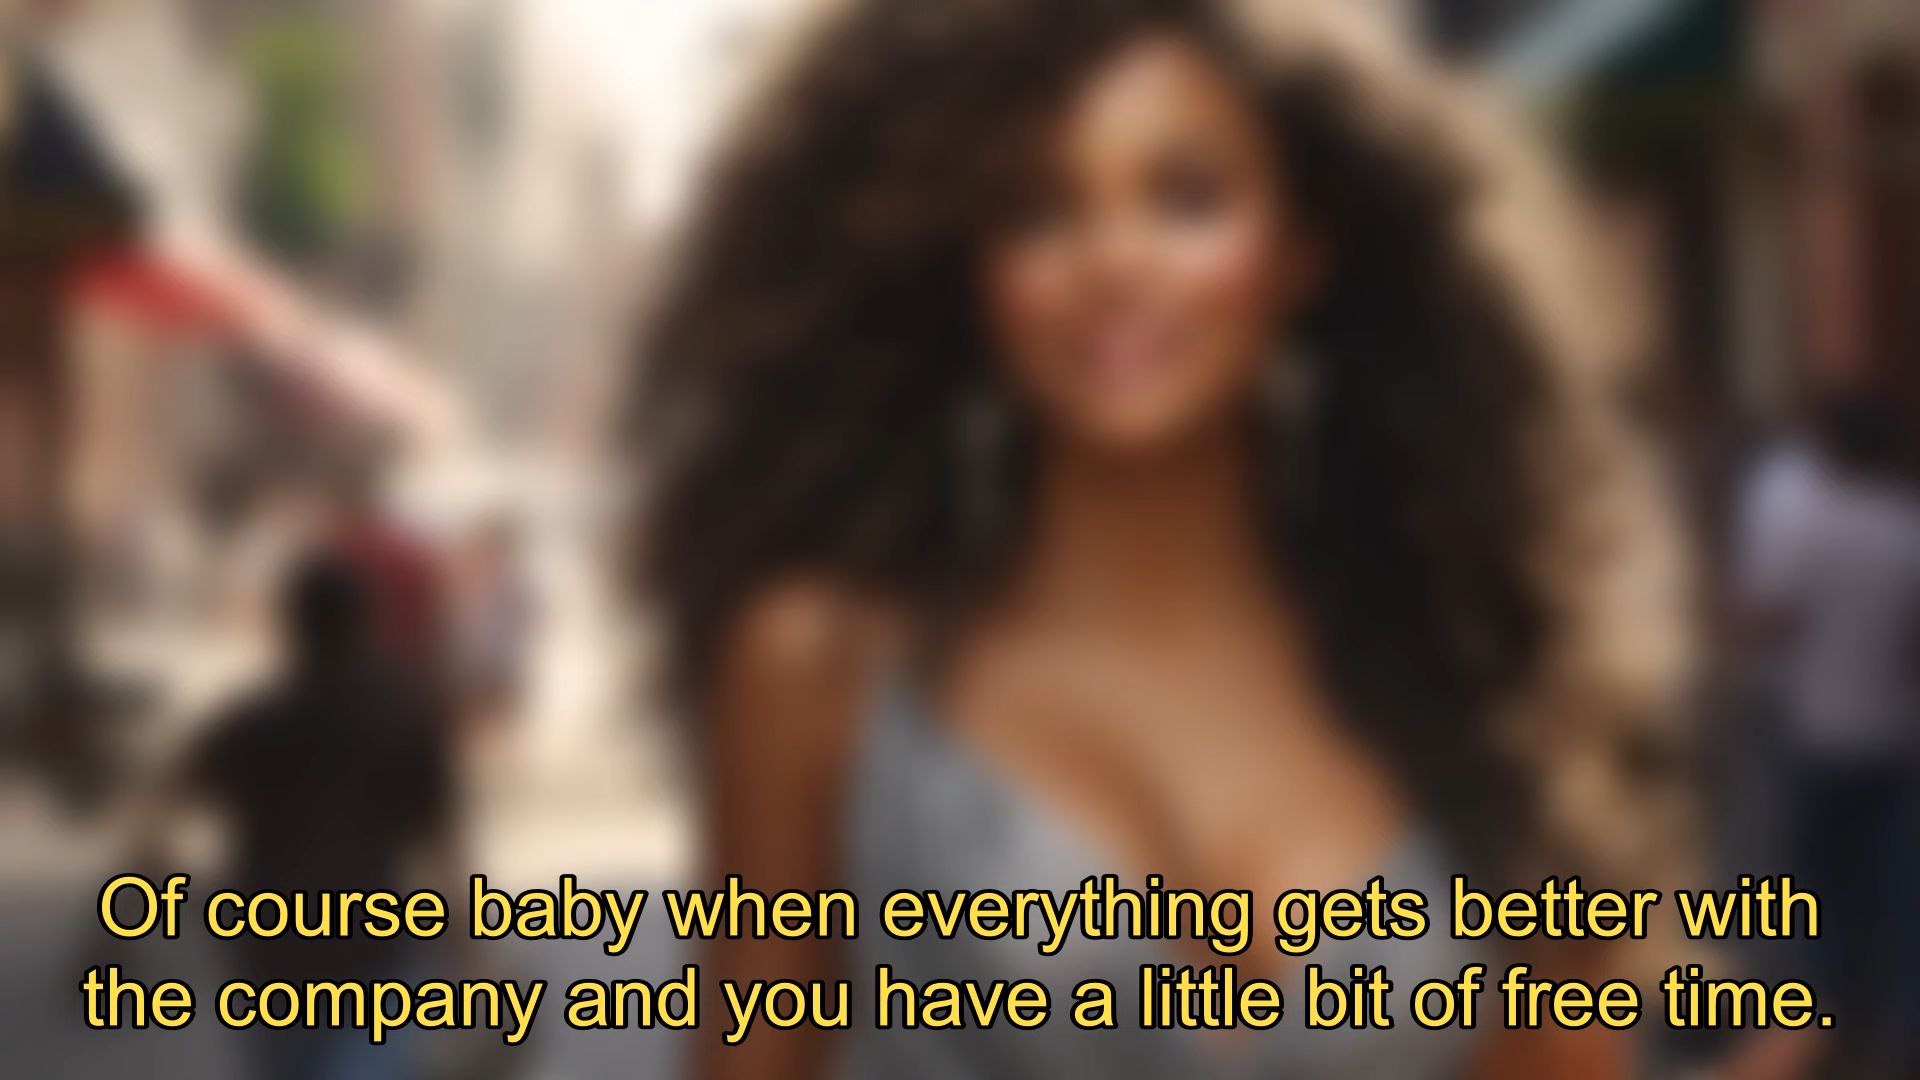 Of course baby when everything gets better with
the company and you have a little bit of free time.